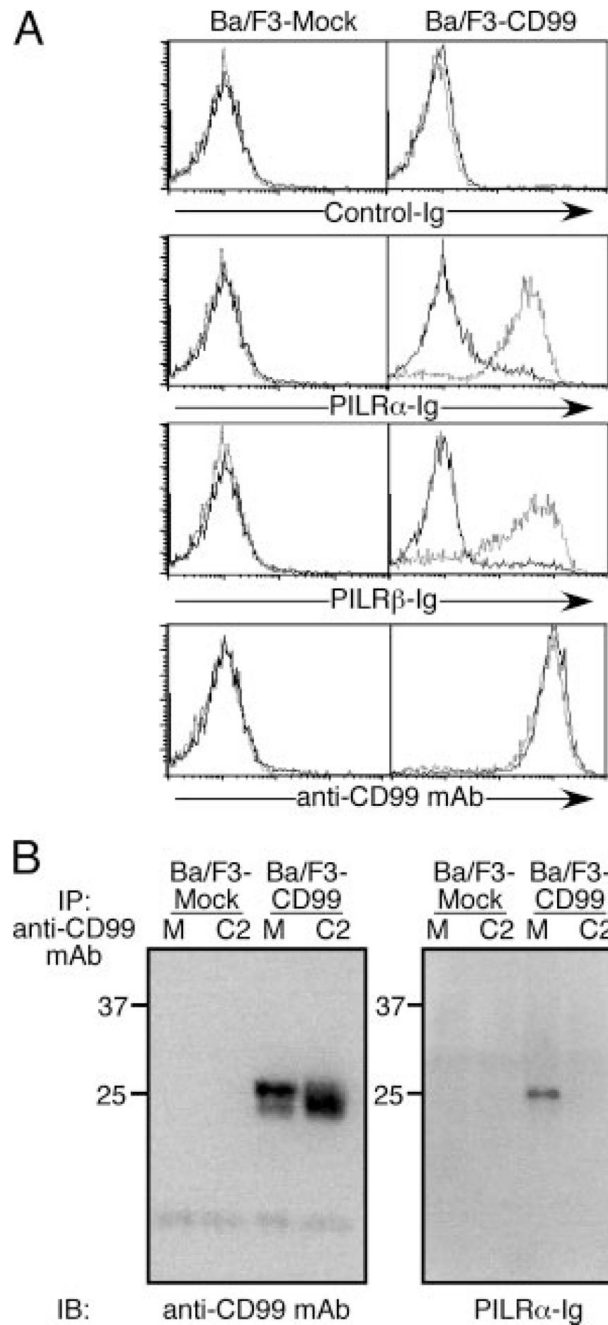 A
Ba/F3-Mock Ba/F3-CD99
Control-Ig
PILRα-Ig
PILRβ-Ig
anti-CD99 mAb
B
IP:
anti-CD99
mAb
Ba/F3-
Mock
Ba/F3-
CD99
M C2 M C2
37
25
Ba/F3-
Mock
Ba/F3-
CD99
M C2 M C2
37
25
IB: anti-CD99 mAb PILRα-Ig